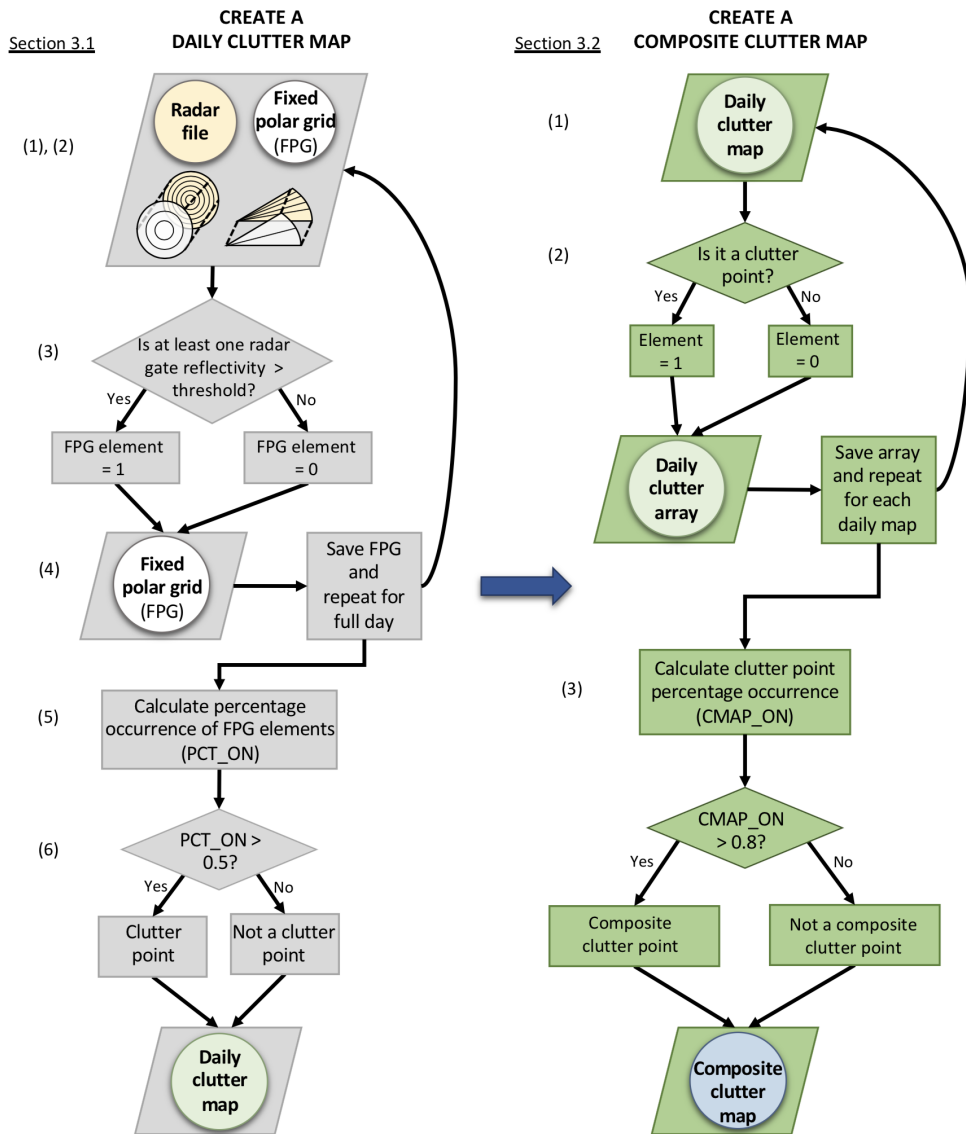 Section 3.1
CREATE A
DAILY CLUTTER MAP
(1), (2)
Radar
file
Fixed
polar grid
(FPG)
(3)
Is at least one radar
gate reflectivity >
threshold?
Yes
No
FPG element
= 1
FPG element
= 0
(4)
Fixed
polar grid
(FPG)
Save FPG
and
repeat for
full day
(5)
Calculate percentage
occurrence of FPG elements
(PCT_ON)
(6)
PCT_ON >
0.5?
Yes
No
Clutter
point
Not a clutter
point
Daily
clutter
map
Section 3.2
CREATE A
COMPOSITE CLUTTER MAP
(1)
Daily
clutter
map
(2)
Is it a clutter
point?
Yes
No
Element
= 1
Element
= 0
Daily
clutter
array
Save array
and repeat
for each
daily map
(3)
Calculate clutter point
percentage occurrence
(CMAP_ON)
CMAP_ON
> 0.8?
Yes
No
Composite
clutter point
Not a composite
clutter point
Composite
clutter
map